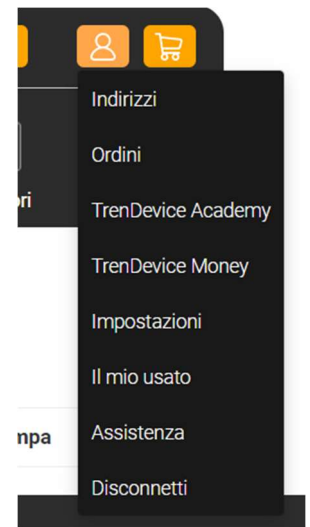 Indirizzi
Ordini
TrenDevice Academy
TrenDevice Money
Impostazioni
Il mio usato
Assistenza
Disconnetti